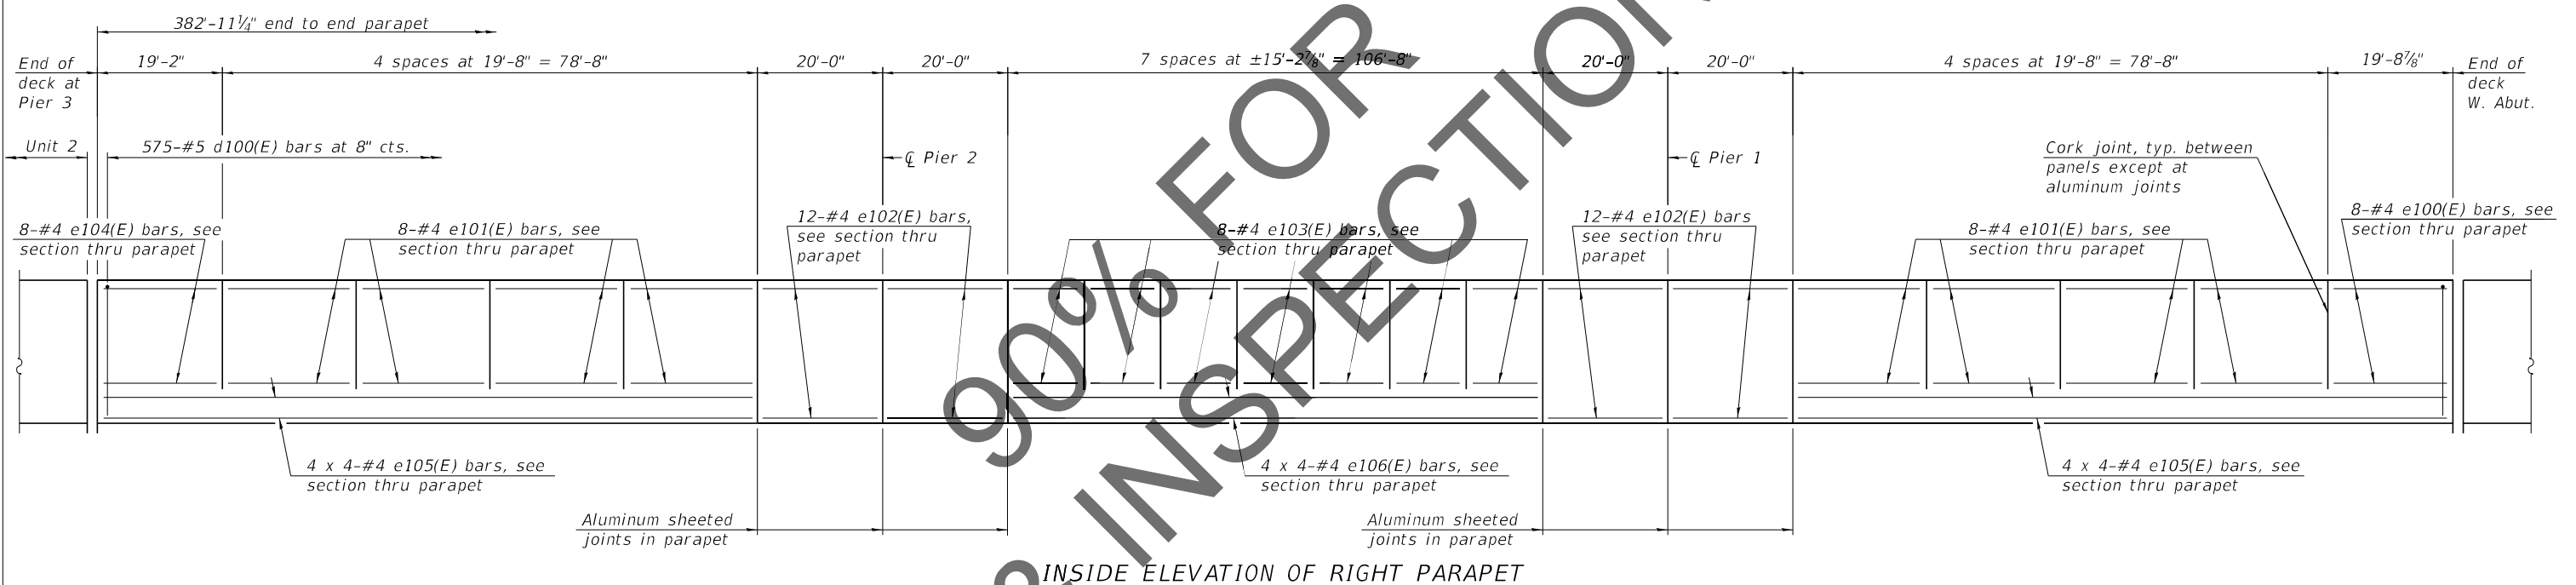 382'-11¼" end to end parapet
End of
deck at
Pier 3
19'-2"
4 spaces at 19'-8" = 78'-8"
20'-0"
20'-0"
7 spaces at ±15'-2⅞" = 106'-8"
20'-0"
20'-0"
4 spaces at 19'-8" = 78'-8"
19'-8⅞"
End of
deck
W. Abut.
Unit 2
575-#5 d100(E) bars at 8" cts.
℄ Pier 2
℄ Pier 1
Cork joint, typ. between
panels except at
aluminum joints
8-#4 e104(E) bars, see
section thru parapet
8-#4 e101(E) bars, see
section thru parapet
12-#4 e102(E) bars,
see section thru
parapet
8-#4 e103(E) bars, see
section thru parapet
12-#4 e102(E) bars
see section thru
parapet
8-#4 e101(E) bars, see
section thru parapet
8-#4 e100(E) bars, see
section thru parapet
4 x 4-#4 e105(E) bars, see
section thru parapet
4 x 4-#4 e106(E) bars, see
section thru parapet
4 x 4-#4 e105(E) bars, see
section thru parapet
Aluminum sheeted
joints in parapet
Aluminum sheeted
joints in parapet
INSIDE ELEVATION OF RIGHT PARAPET
90% FOR
INSPECTION